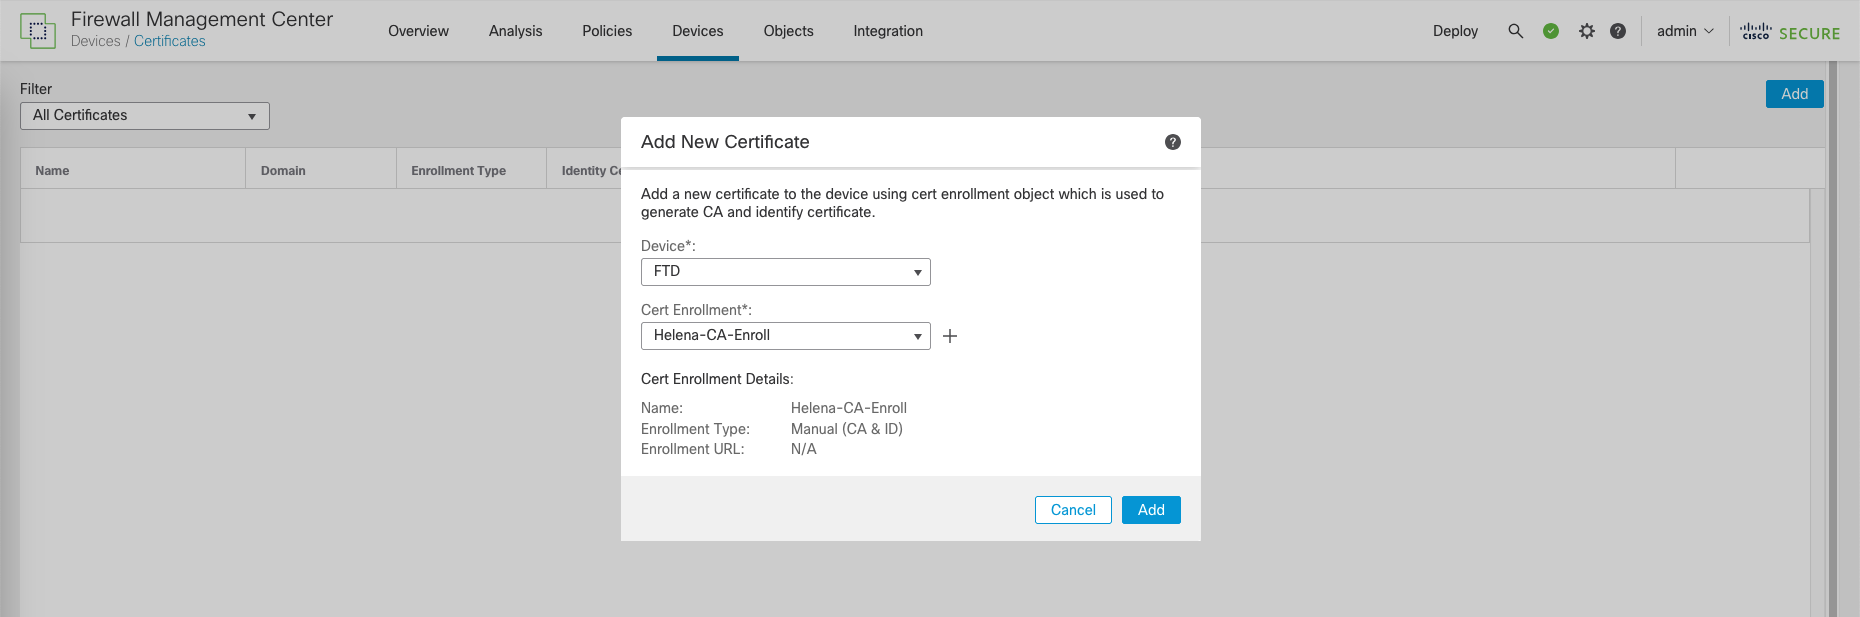 Firewall Management Center
Devices / Certificates
Overview
Analysis
Policies
Devices
Objects
Integration
Deploy
admin
cisco SECURE
Filter
All Certificates
Add
Name
Domain
Enrollment Type
Identity Ce
Add New Certificate
Add a new certificate to the device using cert enrollment object which is used to
generate CA and identify certificate.
Device*:
FTD
Cert Enrollment*:
Helena-CA-Enroll
Cert Enrollment Details:
Name: Helena-CA-Enroll
Enrollment Type: Manual (CA & ID)
Enrollment URL: N/A
Cancel
Add